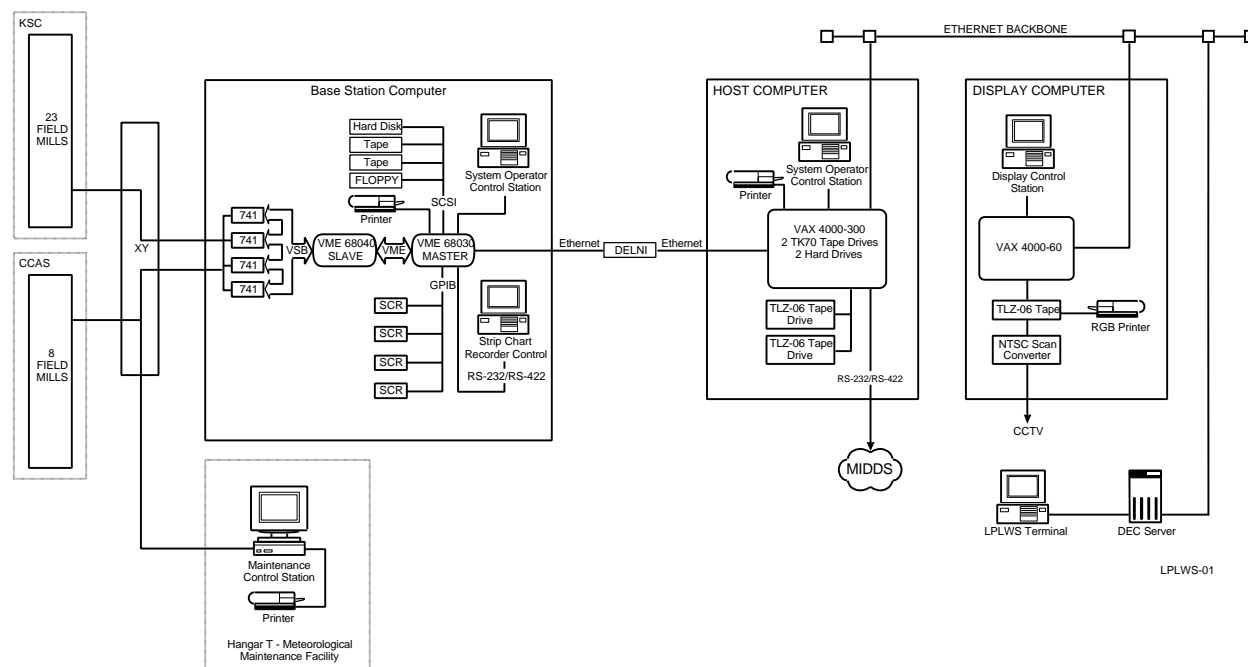 KSC
23
FIELD
MILLS
CCAS
8
FIELD
MILLS
XY
Base Station Computer
Hard Disk
Tape
Tape
FLOPPY
SCSI
Printer
System Operator
Control Station
741
741
741
741
VSB
VME 68040
SLAVE
VME
VME 68030
MASTER
GPIB
SCR
SCR
SCR
SCR
Strip Chart
Recorder Control
RS-232/RS-422
Ethernet
DELNI
Ethernet
Maintenance
Control Station
Printer
Hangar T - Meteorological
Maintenance Facility
ETHERNET BACKBONE
HOST COMPUTER
System Operator
Control Station
Printer
VAX 4000-300
2 TK70 Tape Drives
2 Hard Drives
TLZ-06 Tape
Drive
TLZ-06 Tape
Drive
RS-232/RS-422
MIDDS
DISPLAY COMPUTER
Display Control
Station
VAX 4000-60
TLZ-06 Tape
RGB Printer
NTSC Scan
Converter
CCTV
LPLWS Terminal
DEC Server
LPLWS-01